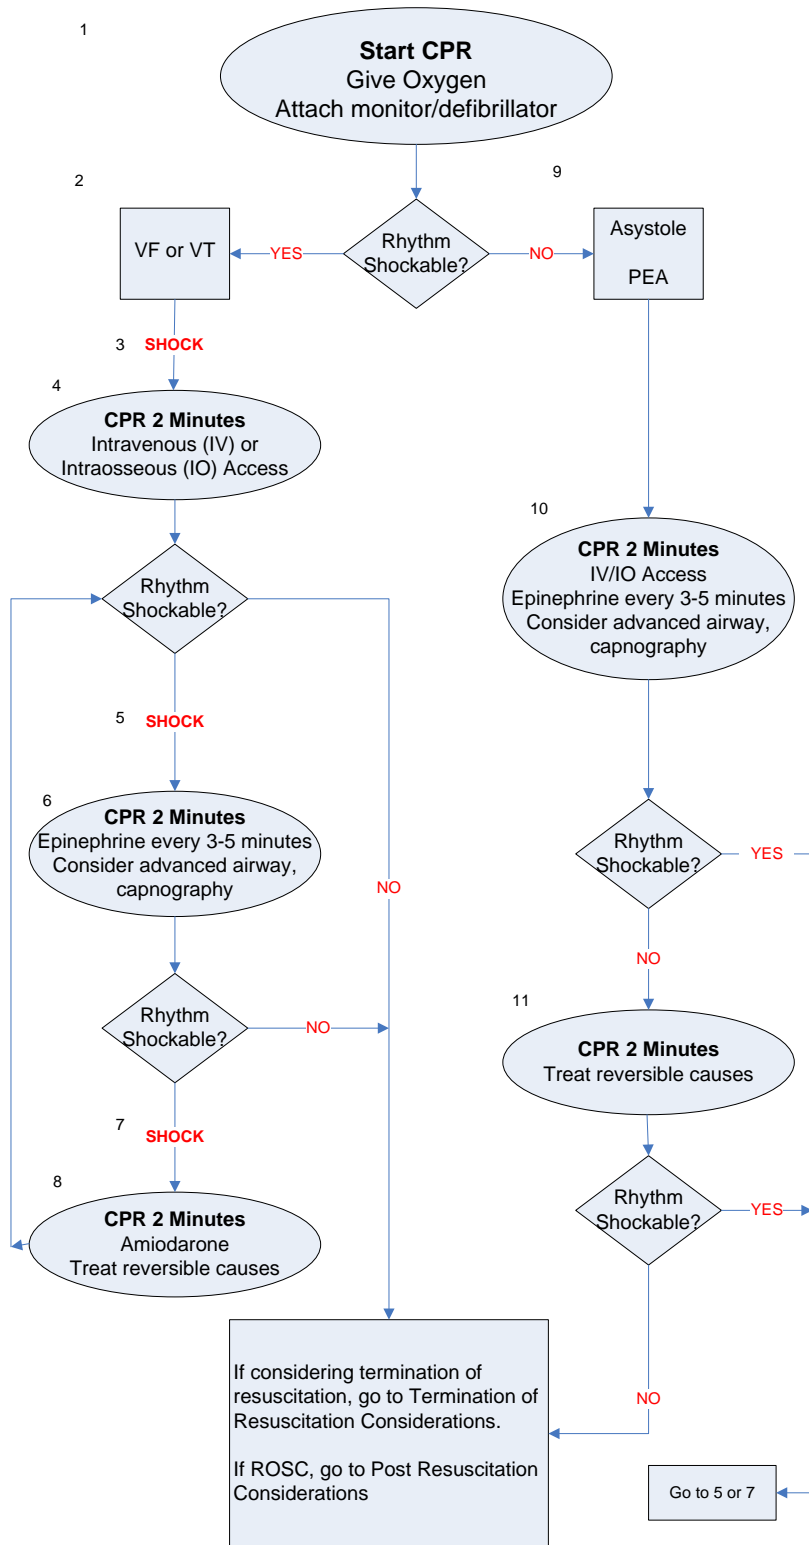 1
Start CPR
Give Oxygen
Attach monitor/defibrillator
2
9
VF or VT
YES
Rhythm
Shockable?
NO
Asystole
PEA
3
SHOCK
4
CPR 2 Minutes
Intravenous (IV) or
Intraosseous (IO) Access
Rhythm
Shockable?
5
SHOCK
6
CPR 2 Minutes
Epinephrine every 3-5 minutes
Consider advanced airway,
capnography
NO
Rhythm
Shockable?
NO
7
SHOCK
8
CPR 2 Minutes
Amiodarone
Treat reversible causes
10
CPR 2 Minutes
IV/IO Access
Epinephrine every 3-5 minutes
Consider advanced airway,
capnography
Rhythm
Shockable?
YES
NO
11
CPR 2 Minutes
Treat reversible causes
Rhythm
Shockable?
YES
NO
If considering termination of
resuscitation, go to Termination of
Resuscitation Considerations.
If ROSC, go to Post Resuscitation
Considerations
Go to 5 or 7